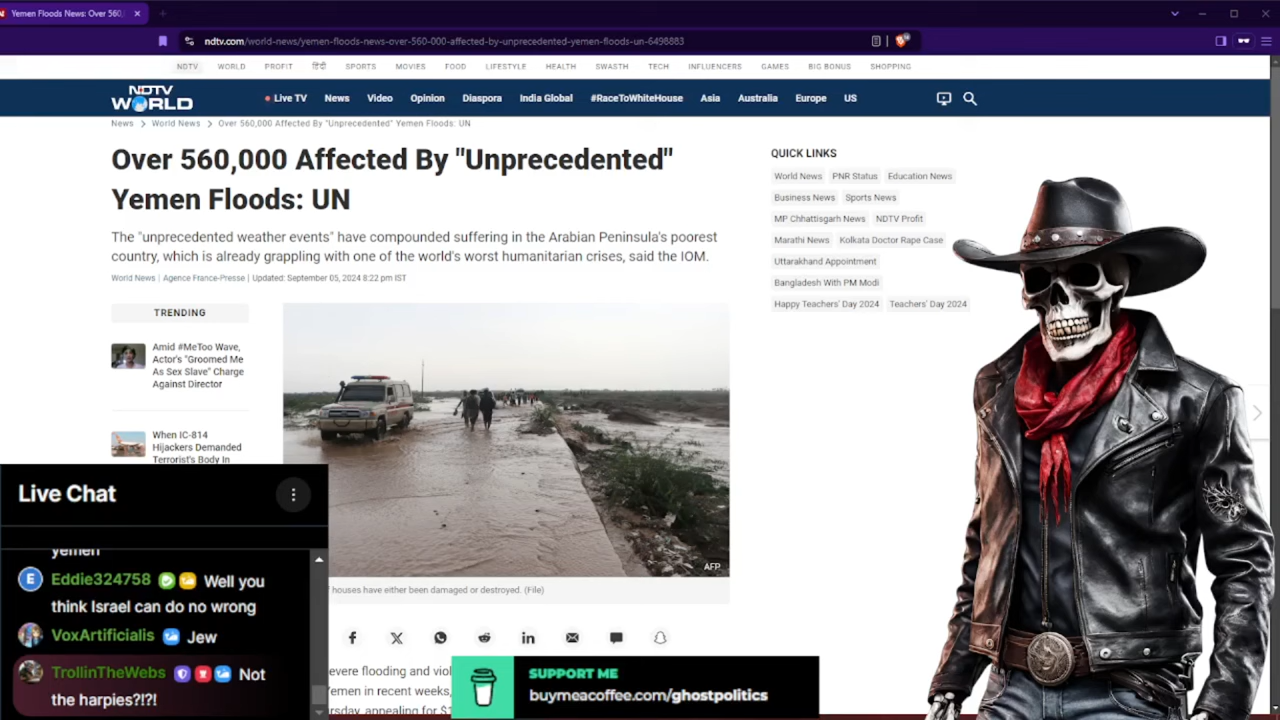 Yemen Floods News: Over 560,
ndtv.com/world-news/yemen-floods-news-over-560-000-affected-by-unprecedented-yemen-floods-un-6498883
NDTV WORLD PROFIT हिंदी SPORTS MOVIES FOOD LIFESTYLE HEALTH SWASTH TECH INFLUENCERS GAMES BIG BONUS SHOPPING
NDTV
WORLD
Live TV News Video Opinion Diaspora India Global #RaceToWhiteHouse Asia Australia Europe US
News > World News > Over 560,000 Affected By "Unprecedented" Yemen Floods: UN
Over 560,000 Affected By "Unprecedented"
Yemen Floods: UN
The "unprecedented weather events" have compounded suffering in the Arabian Peninsula's poorest
country, which is already grappling with one of the world's worst humanitarian crises, said the IOM.
World News | Agence France-Presse | Updated: September 05, 2024 8:22 pm IST
TRENDING
Amid #MeToo Wave,
Actor's "Groomed Me
As Sex Slave" Charge
Against Director
When IC-814
Hijackers Demanded
Terrorist's Body In
AFP
houses have either been damaged or destroyed. (File)
evere flooding and viol
emen in recent weeks,
rsday, appealing for $1
QUICK LINKS
World News PNR Status Education News
Business News Sports News
MP Chhattisgarh News NDTV Profit
Marathi News Kolkata Doctor Rape Case
Uttarakhand Appointment
Bangladesh With PM Modi
Happy Teachers' Day 2024 Teachers' Day 2024
Live Chat
yemen
E Eddie324758 Well you
think Israel can do no wrong
VoxArtificialis Jew
TrollinTheWebs Not
the harpies?!?!
SUPPORT ME
buymeacoffee.com/ghostpolitics